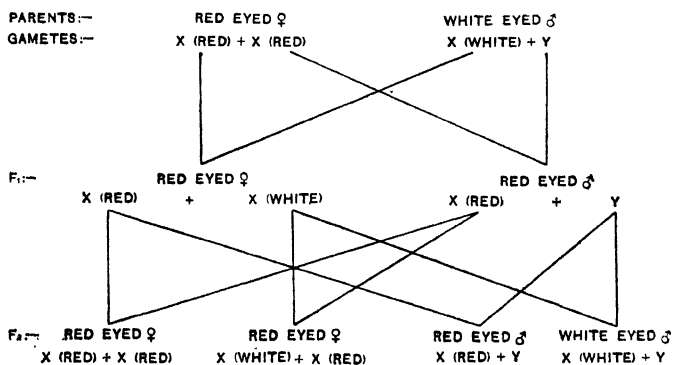 PARENTS:— RED EYED ♀ WHITE EYED ♂
GAMETES:— X (RED) + X (RED) X (WHITE) + Y
F₁:— RED EYED ♀ RED EYED ♂
X (RED) + X (WHITE) X (RED) + Y
F₂:— RED EYED ♀ RED EYED ♀ RED EYED ♂ WHITE EYED ♂
X (RED) + X (RED) X (WHITE) + X (RED) X (RED) + Y X (WHITE) + Y